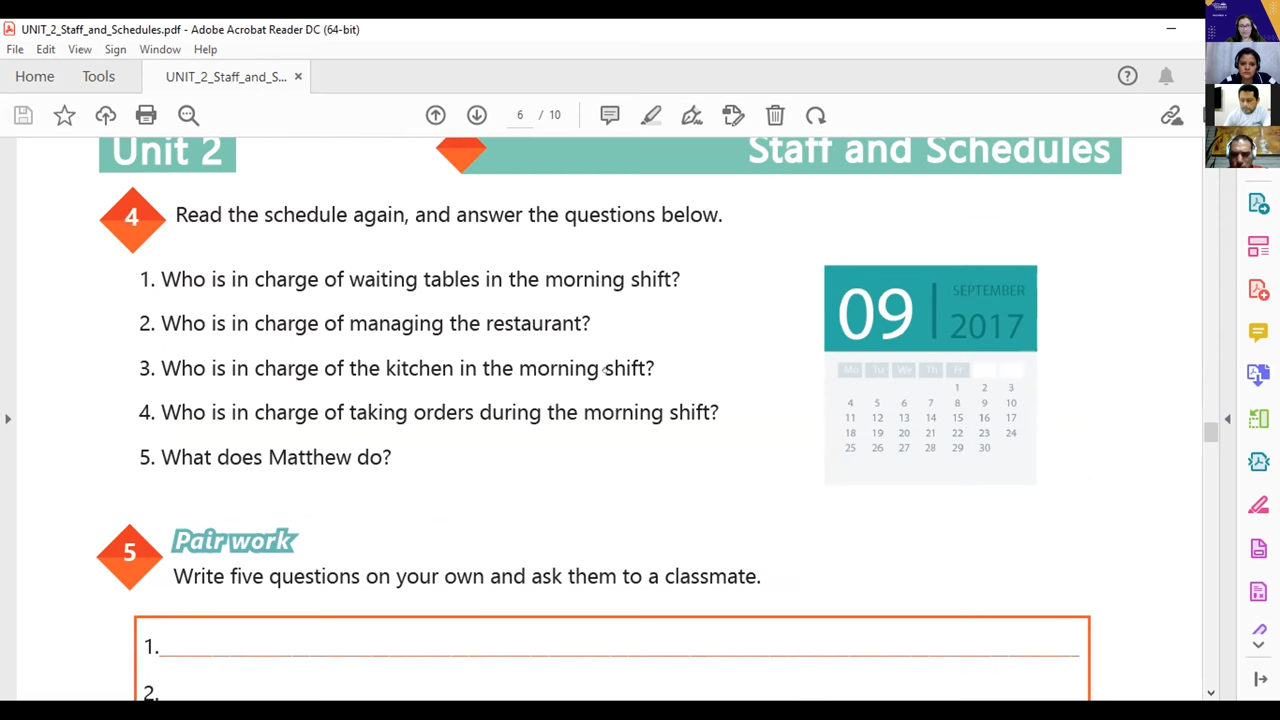 UNIT_2_Staff_and_Schedules.pdf - Adobe Acrobat Reader DC (64-bit)
File Edit View Sign Window Help
Home Tools UNIT_2_Staff_and_S... ×
6 / 10
Unit 2 Staff and Schedules
4 Read the schedule again, and answer the questions below.
1. Who is in charge of waiting tables in the morning shift?
2. Who is in charge of managing the restaurant?
3. Who is in charge of the kitchen in the morning shift?
4. Who is in charge of taking orders during the morning shift?
5. What does Matthew do?
09 SEPTEMBER
2017
Mo Tu We Th Fr
1 2 3
4 5 6 7 8 9 10
11 12 13 14 15 16 17
18 19 20 21 22 23 24
25 26 27 28 29 30
5 Pair work
Write five questions on your own and ask them to a classmate.
1.
2.